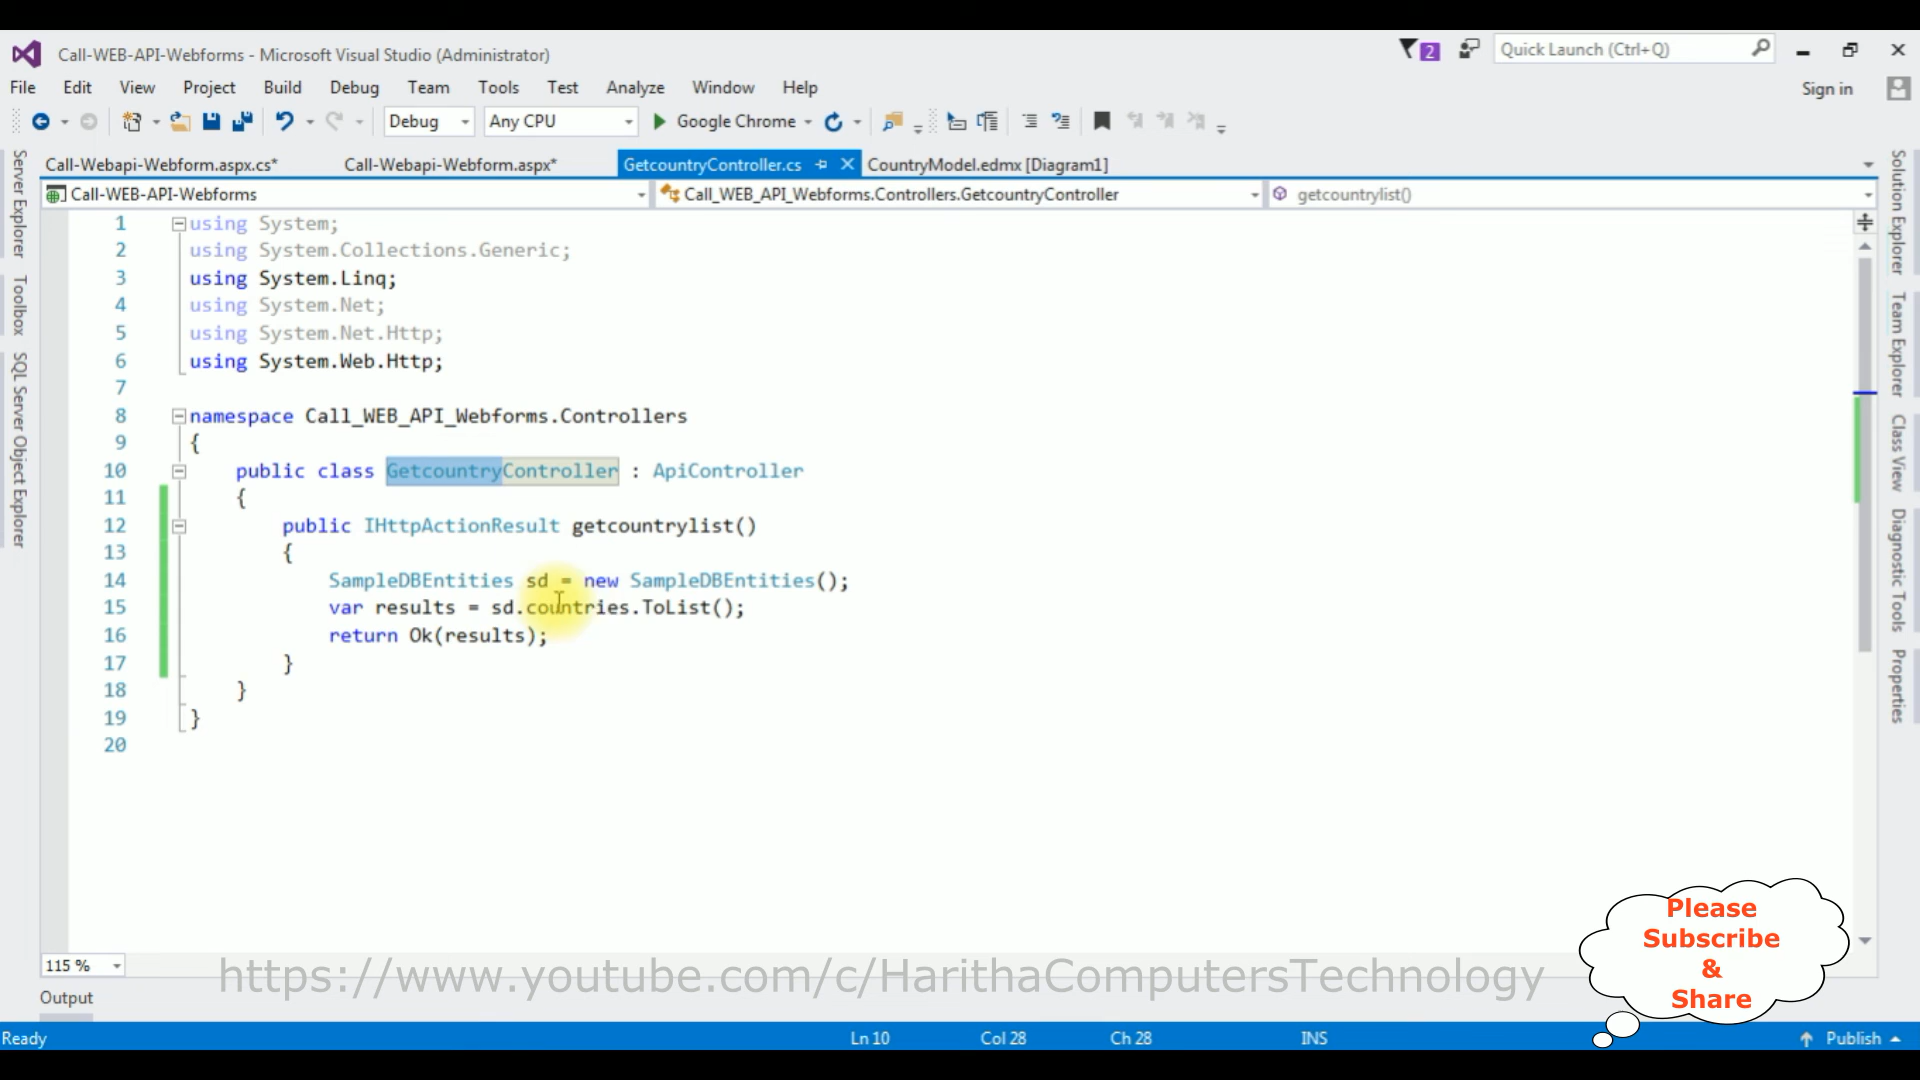 Call-WEB-API-Webforms - Microsoft Visual Studio (Administrator)
2
Quick Launch (Ctrl+Q)
File Edit View Project Build Debug Team Tools Test Analyze Window Help
Sign in
Debug Any CPU Google Chrome
Call-Webapi-Webform.aspx.cs* Call-Webapi-Webform.aspx* GetcountryController.cs CountryModel.edmx [Diagram1]
Call-WEB-API-Webforms Call_WEB_API_Webforms.Controllers.GetcountryController getcountrylist()
Server Explorer
Toolbox
SQL Server Object Explorer
1 using System;
2 using System.Collections.Generic;
3 using System.Linq;
4 using System.Net;
5 using System.Net.Http;
6 using System.Web.Http;
7
8 namespace Call_WEB_API_Webforms.Controllers
9 {
10 public class GetcountryController : ApiController
11 {
12 public IHttpActionResult getcountrylist()
13 {
14 SampleDBEntities sd = new SampleDBEntities();
15 var results = sd.countries.ToList();
16 return Ok(results);
17 }
18 }
19 }
20
Solution Explorer
Team Explorer
Class View
Diagnostic Tools
Properties
115 %
https://www.youtube.com/c/HarithaComputersTechnology
Please
Subscribe
&
Share
Output
Ready Ln 10 Col 28 Ch 28 INS Publish